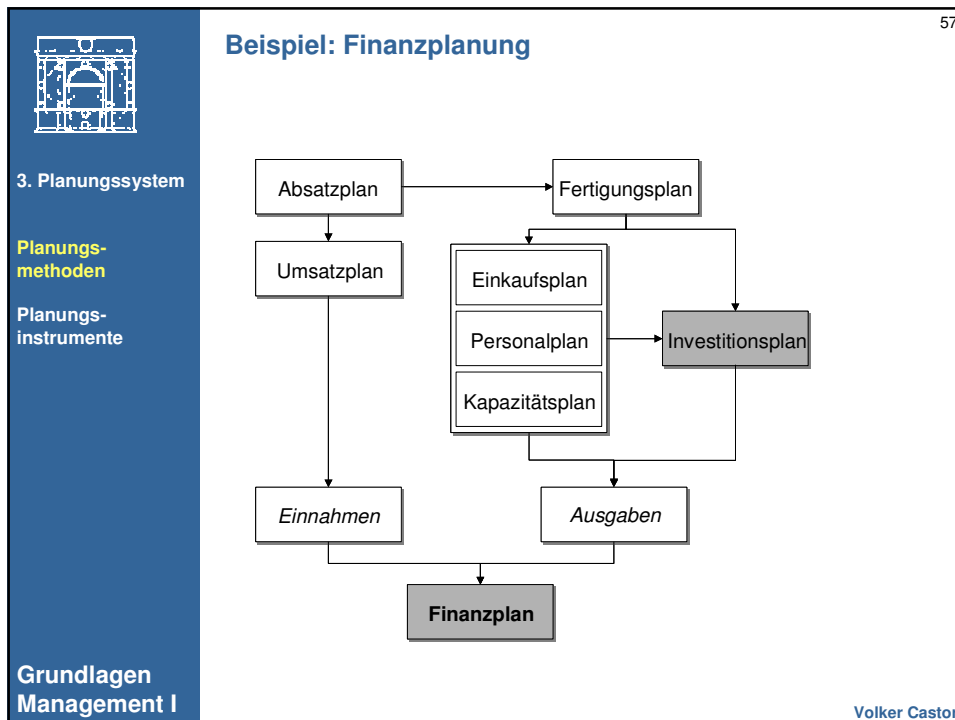 57
Beispiel: Finanzplanung
3. Planungssystem
Planungs-
methoden
Planungs-
instrumente
Absatzplan
Fertigungsplan
Umsatzplan
Einkaufsplan
Personalplan
Investitionsplan
Kapazitätsplan
Einnahmen
Ausgaben
Finanzplan
Grundlagen
Management I
Volker Castor